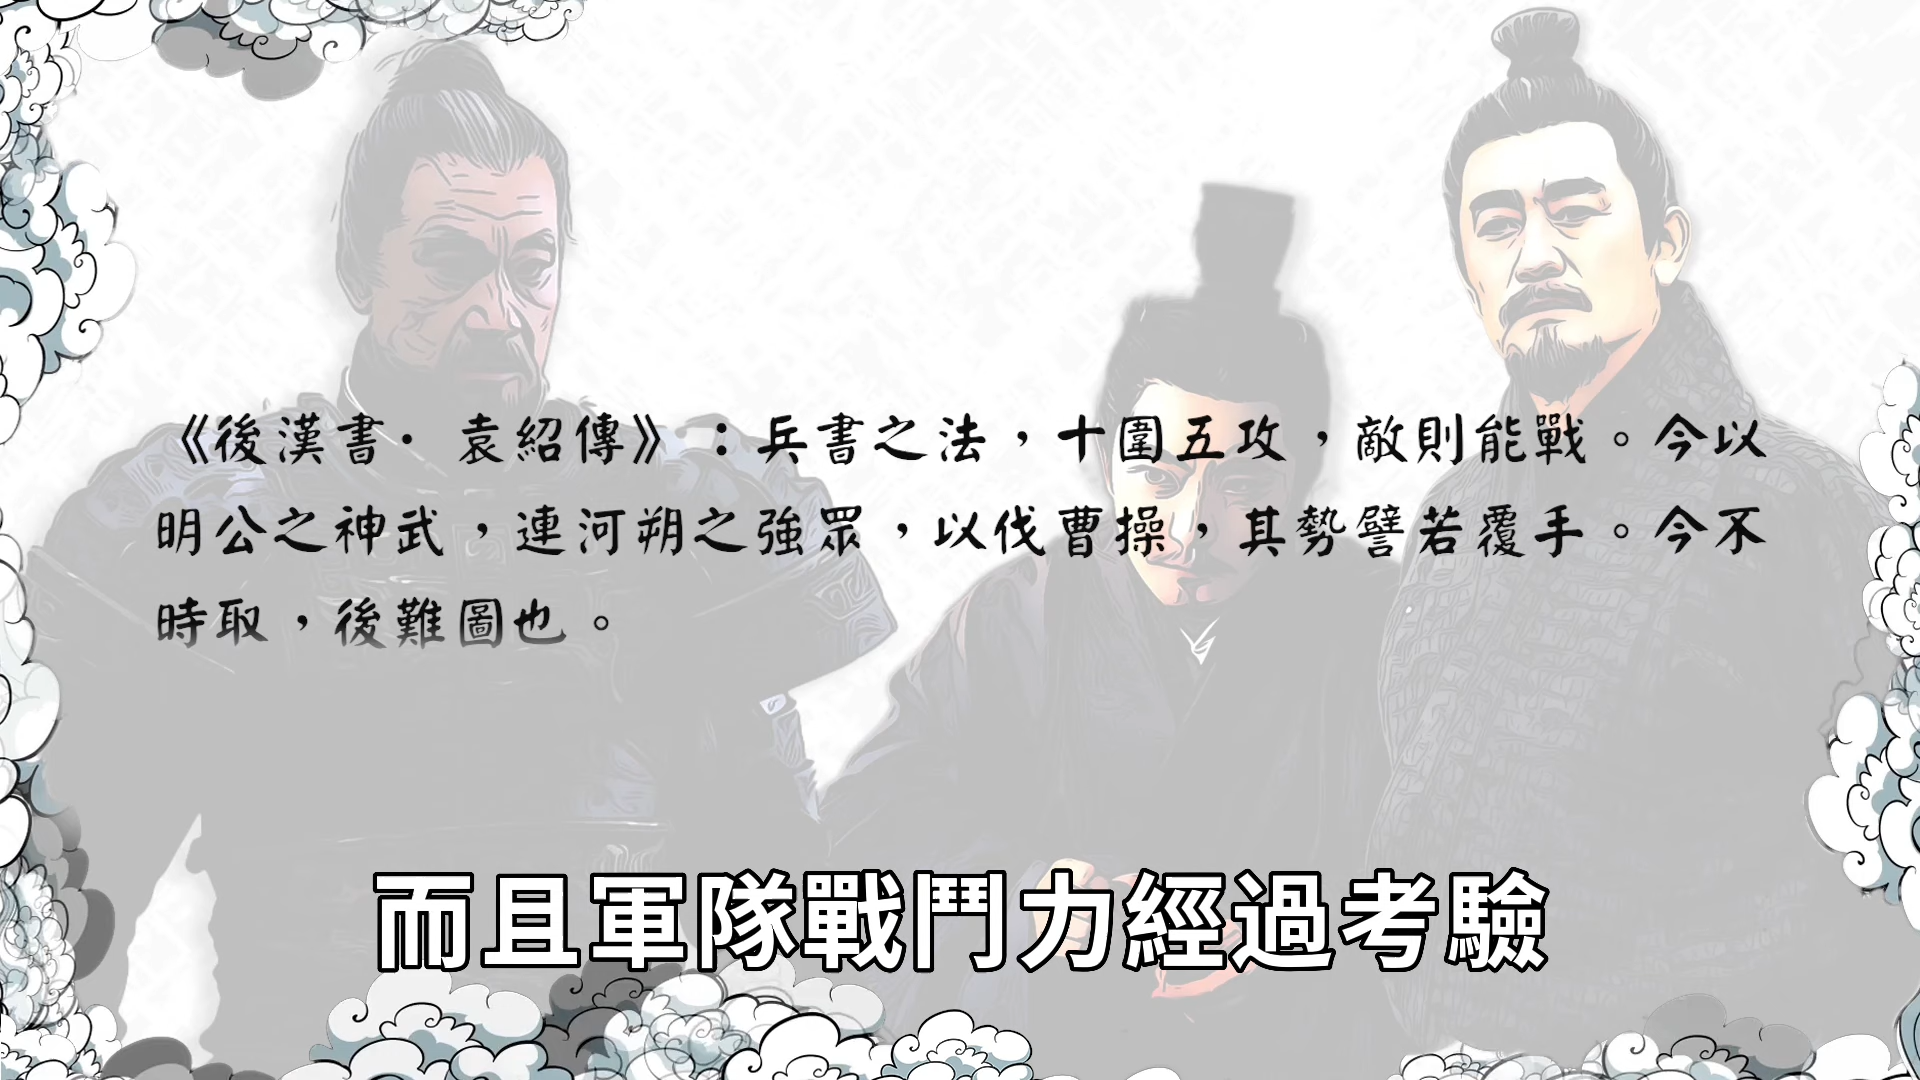 《後漢書·袁紹傳》：兵書之法，十圍五攻，敵則能戰。今以
明公之神武，連河朔之強眾，以伐曹操，其勢譬若覆手。今不
時取，後難圖也。
而且軍隊戰鬥力經過考驗